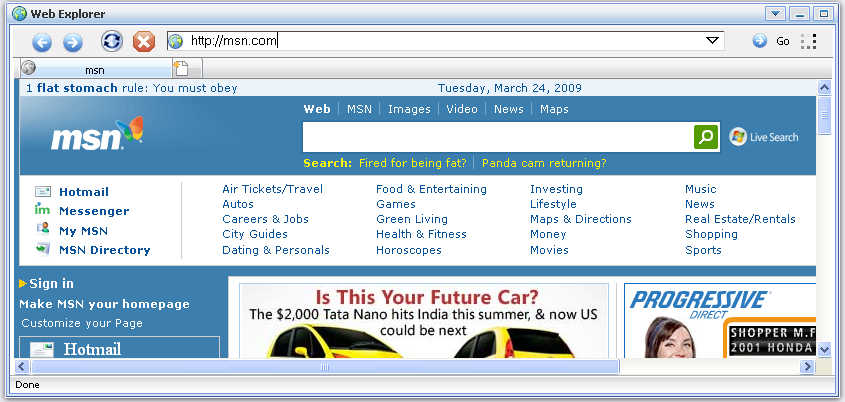 Web Explorer
http://msn.com
Go
msn
1 flat stomach rule: You must obey
Tuesday, March 24, 2009
Web MSN Images Video News Maps
msn
Live Search
Search: Fired for being fat? Panda cam returning?
Hotmail
Messenger
My MSN
MSN Directory
Air Tickets/Travel Food & Entertaining Investing Music
Autos Games Lifestyle News
Careers & Jobs Green Living Maps & Directions Real Estate/Rentals
City Guides Health & Fitness Money Shopping
Dating & Personals Horoscopes Movies Sports
Sign in
Make MSN your homepage
Customize your Page
Hotmail
Is This Your Future Car?
The $2,000 Tata Nano hits India this summer, & now US
could be next
PROGRESSIVE
DIRECT
SHOPPER M.F
2001 HONDA
Done